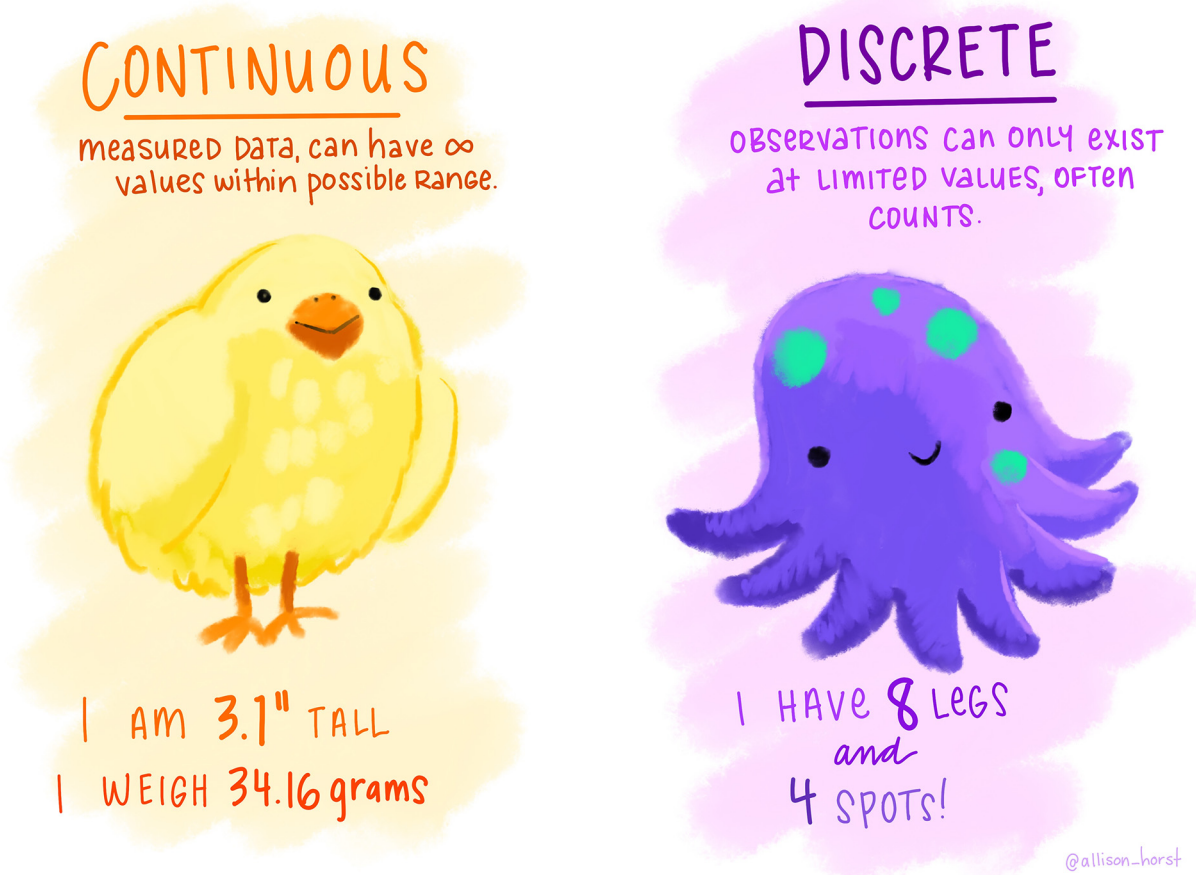 CONTINUOUS
measured data, can have ∞
values within possible range.
I AM 3.1" TALL
I WEIGH 34.16 grams
DISCRETE
OBSERVATIONS can only exist
at limited values, often
counts.
I HAVE 8 LEGS
and
4 SPOTS!
@allison_horst